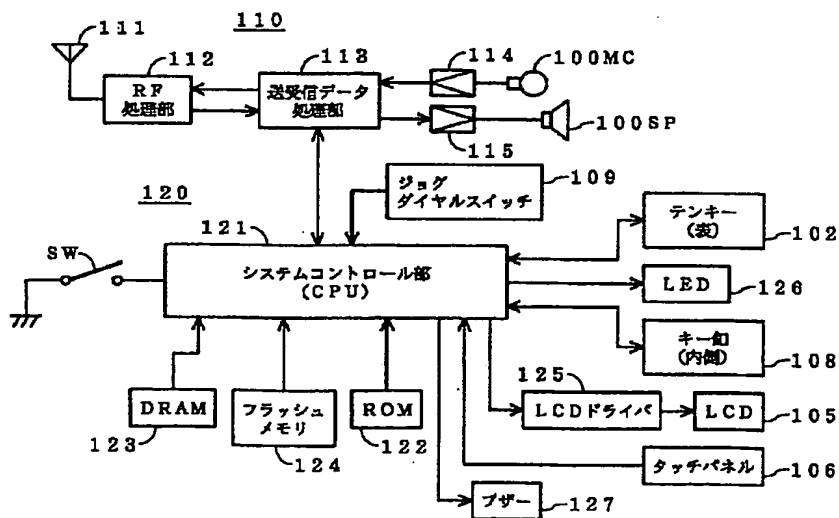 110
111
112
RF
処理部
113
送受信データ
処理部
114
100MC
115
100SP
109
ジョグ
ダイヤルスイッチ
120
121
SW
システムコントロール部
(CPU)
テンキー
(表)
102
LED
126
キー釦
(内側)
108
125
LCDドライバ
LCD
105
DRAM
123
フラッシュ
メモリ
124
ROM
122
タッチパネル
106
ブザー
127